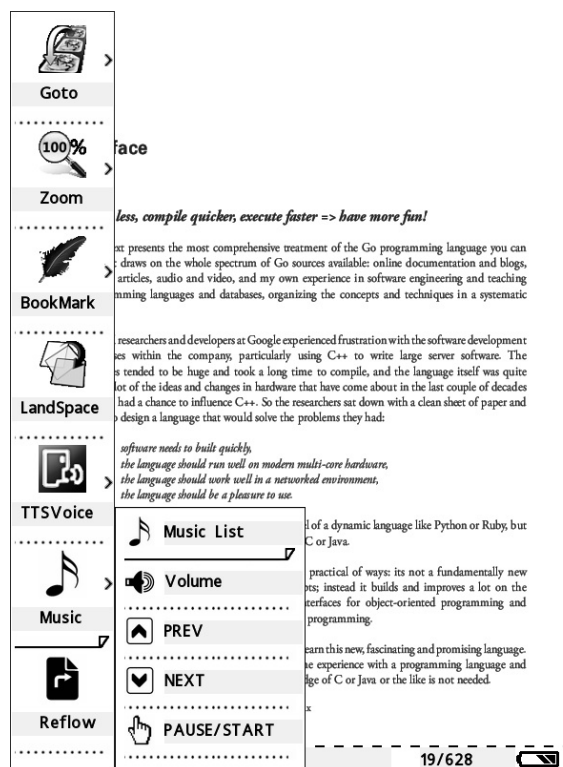 Goto
100%
Zoom
BookMark
LandSpace
TTSVoice
Music
Reflow
face
less, compile quicker, execute faster => have more fun!
presents the most comprehensive treatment of the Go programming language you can
draws on the whole spectrum of Go sources available: online documentation and blogs,
articles, audio and video, and my own experience in software engineering and teaching
mming languages and databases, organizing the concepts and techniques in a systematic
researchers and developers at Google experienced frustration with the software development
ses within the company, particularly using C++ to write large server software. The
s tended to be huge and took a long time to compile, and the language itself was quite
lot of the ideas and changes in hardware that have come about in the last couple of decades
had a chance to influence C++. So the researchers sat down with a clean sheet of paper and
design a language that would solve the problems they had:
software needs to built quickly,
the language should run well on modern multi-core hardware,
the language should work well in a networked environment,
the language should be a pleasure to use.
l of a dynamic language like Python or Ruby, but
C or Java.
practical of ways: its not a fundamentally new
pts; instead it builds and improves a lot on the
terfaces for object-oriented programming and
programming.
earn this new, fascinating and promising language.
experience with a programming language and
dge of C or Java or the like is not needed.
x
Music List
Volume
PREV
NEXT
PAUSE/START
19/628